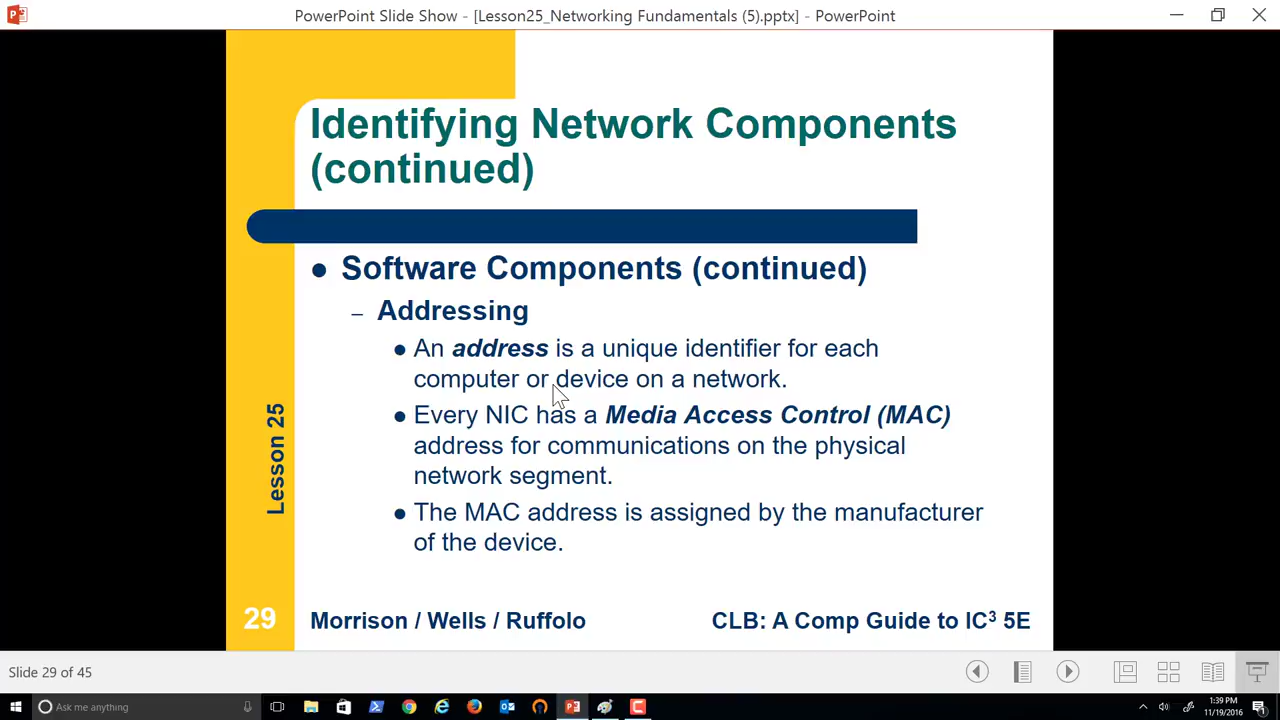 PowerPoint Slide Show - [Lesson25_Networking Fundamentals (5).pptx] - PowerPoint
Identifying Network Components
(continued)
● Software Components (continued)
– Addressing
● An address is a unique identifier for each
computer or device on a network.
● Every NIC has a Media Access Control (MAC)
address for communications on the physical
network segment.
● The MAC address is assigned by the manufacturer
of the device.
Lesson 25
29
Morrison / Wells / Ruffolo
CLB: A Comp Guide to IC³ 5E
Slide 29 of 45
Ask me anything
1:39 PM
11/19/2016